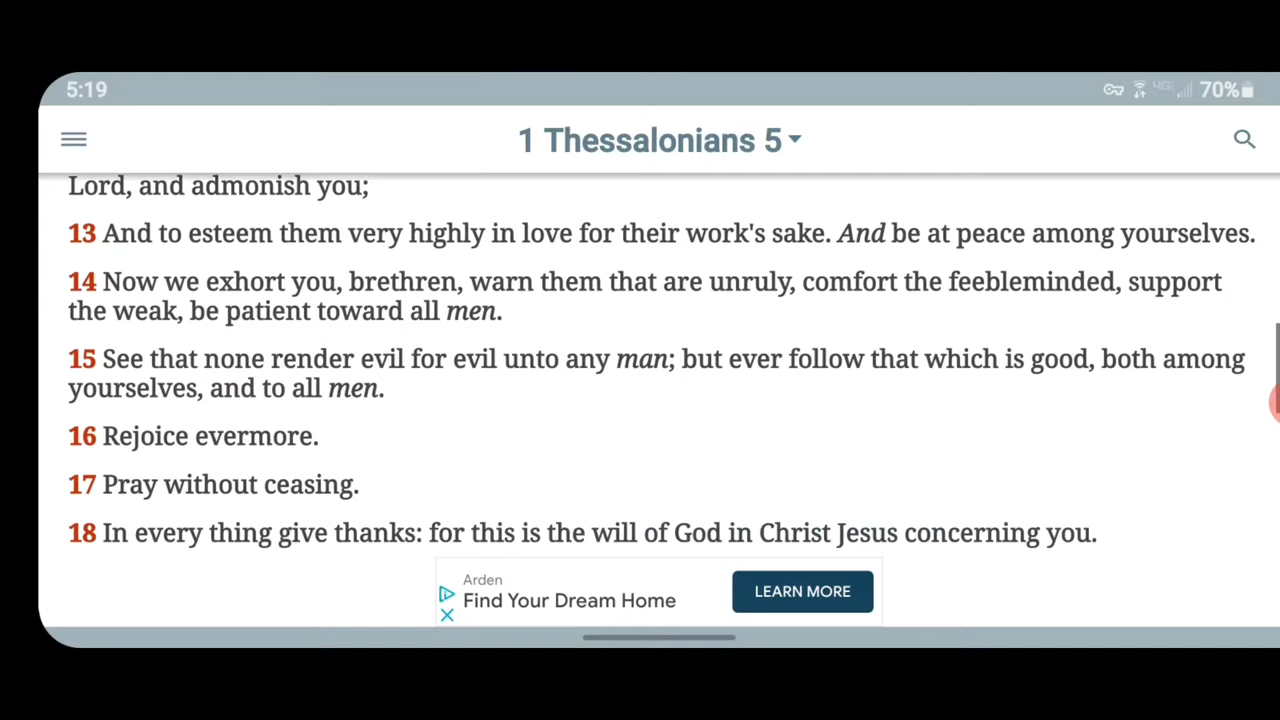 5:19 70%
1 Thessalonians 5
Lord, and admonish you;
13 And to esteem them very highly in love for their work's sake. And be at peace among yourselves.
14 Now we exhort you, brethren, warn them that are unruly, comfort the feebleminded, support
the weak, be patient toward all men.
15 See that none render evil for evil unto any man; but ever follow that which is good, both among
yourselves, and to all men.
16 Rejoice evermore.
17 Pray without ceasing.
18 In every thing give thanks: for this is the will of God in Christ Jesus concerning you.
Arden
Find Your Dream Home
LEARN MORE